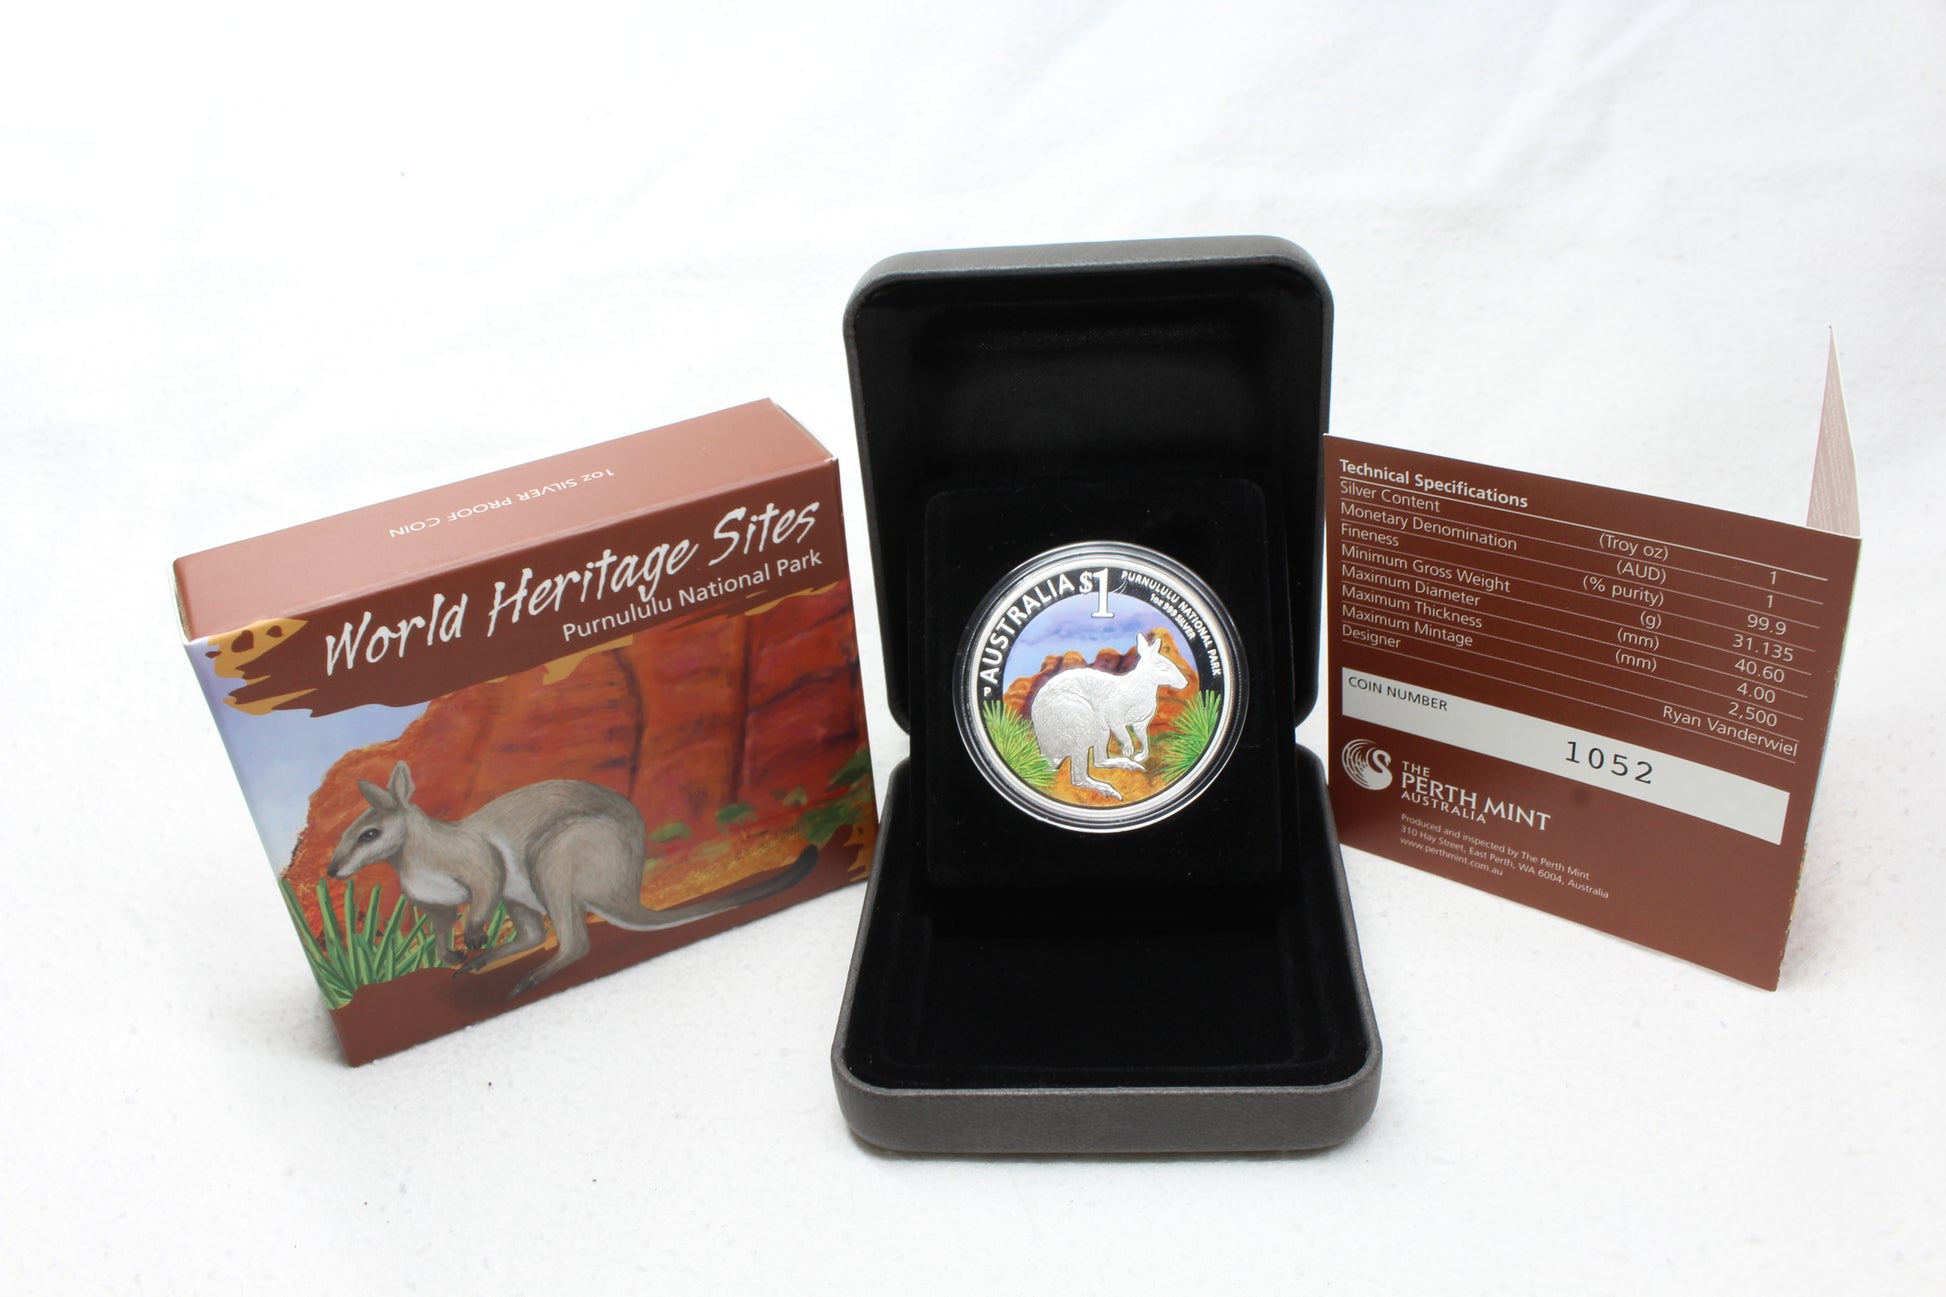 1oz SILVER PROOF COIN
World Heritage Sites
Purnululu National Park
AUSTRALIA $1 PURNULULU NATIONAL PARK
1oz 999 SILVER
P
Technical Specifications
Silver Content (Troy oz) 1
Monetary Denomination (AUD) 1
Fineness (% purity) 99.9
Minimum Gross Weight (g) 31.135
Maximum Diameter (mm) 40.60
Maximum Thickness (mm) 4.00
Maximum Mintage 2,500
Designer Ryan Vanderwiel
COIN NUMBER
1052
THE
PERTH MINT
AUSTRALIA
Produced and inspected by The Perth Mint
310 Hay Street, East Perth, WA 6004, Australia
www.perthmint.com.au